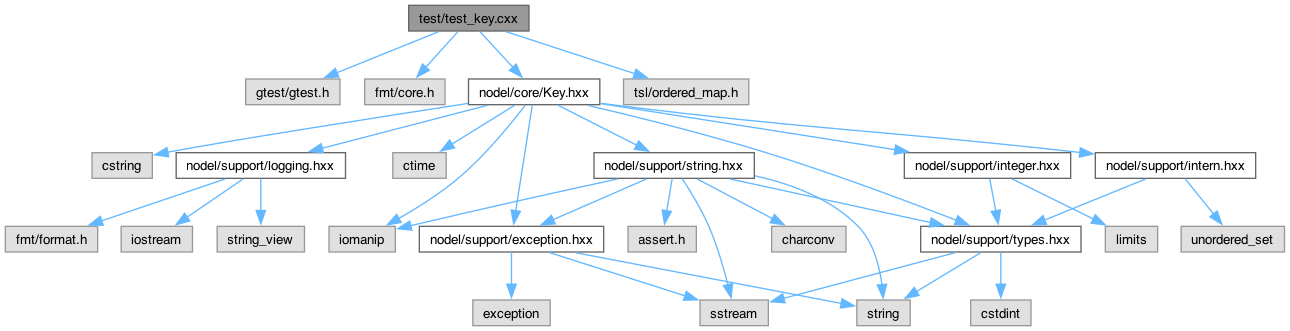 test/test_key.cxx
gtest/gtest.h
fmt/core.h
nodel/core/Key.hxx
tsl/ordered_map.h
cstring
nodel/support/logging.hxx
ctime
nodel/support/string.hxx
nodel/support/integer.hxx
nodel/support/intern.hxx
fmt/format.h
iostream
string_view
iomanip
nodel/support/exception.hxx
assert.h
charconv
nodel/support/types.hxx
limits
unordered_set
exception
sstream
string
cstdint